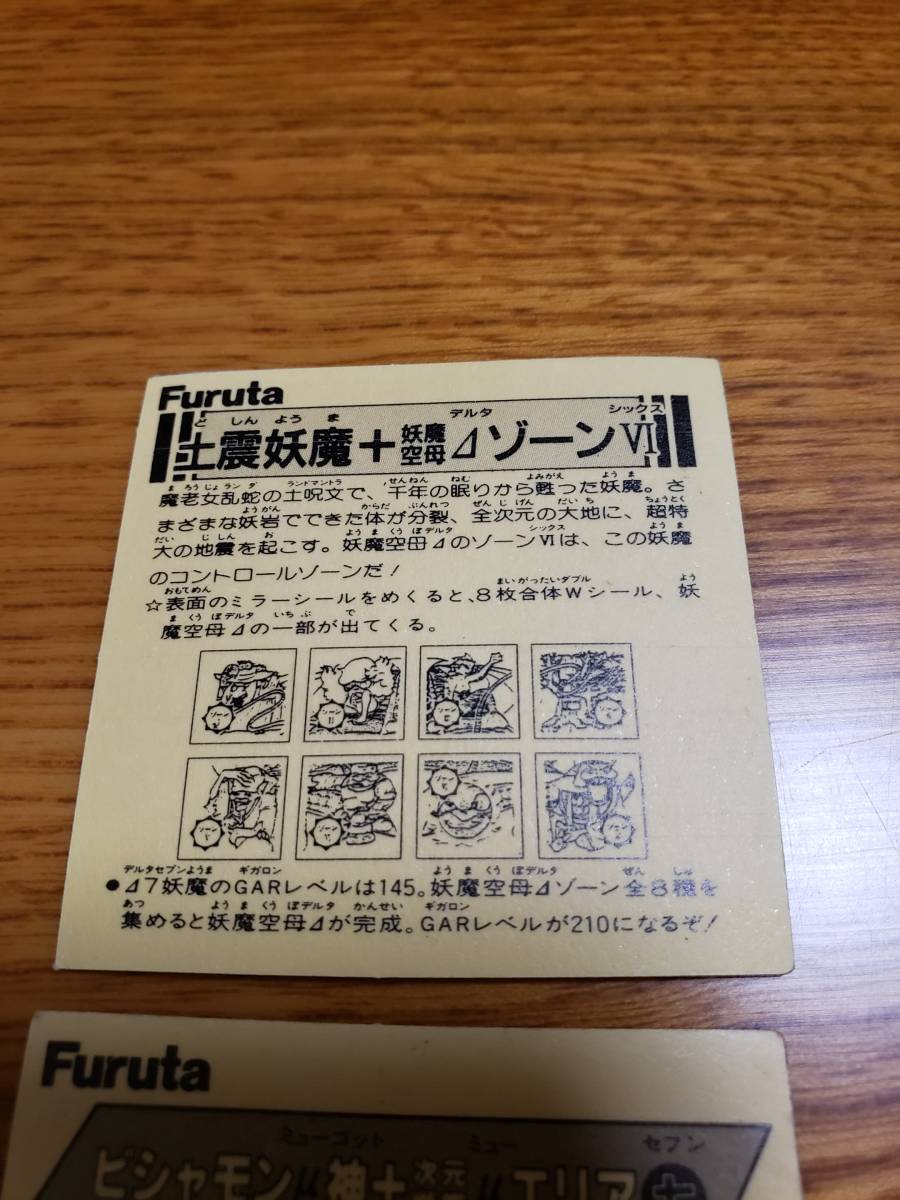 Furuta
どしんようま デルタ シックス
土震妖魔+妖魔空母⊿ゾーンⅥ
まろうじょランダ ランドマントラ せんねん ねむ よみがえ ようま
魔老女乱蛇の土呪文で、千年の眠りから甦った妖魔。さ
ようがん からだ ぶんれつ ぜんじげん だいち ちょうとく
まざまな妖岩でできた体が分裂、全次元の大地に、超特
だい じしん お ようまくうぼデルタ シックス ようま
大の地震を起こす。妖魔空母⊿のゾーンⅥは、この妖魔
のコントロールゾーンだ!
おもてめん まいがったいダブル よう
☆表面のミラーシールをめくると、8枚合体Wシール、妖
まくうぼデルタ いちぶ で
魔空母⊿の一部が出てくる。
デルタセブンようま ギガロン ようまくうぼデルタ ぜん しゅ
●⊿7妖魔のGARレベルは145。妖魔空母⊿ゾーン全8種を
あつ ようまくうぼデルタ かんせい ギガロン
集めると妖魔空母⊿が完成。GARレベルが210になるぞ!
Furuta
ミューゴット ミュー セブン
ビシャモンμ神+次元 μエリア